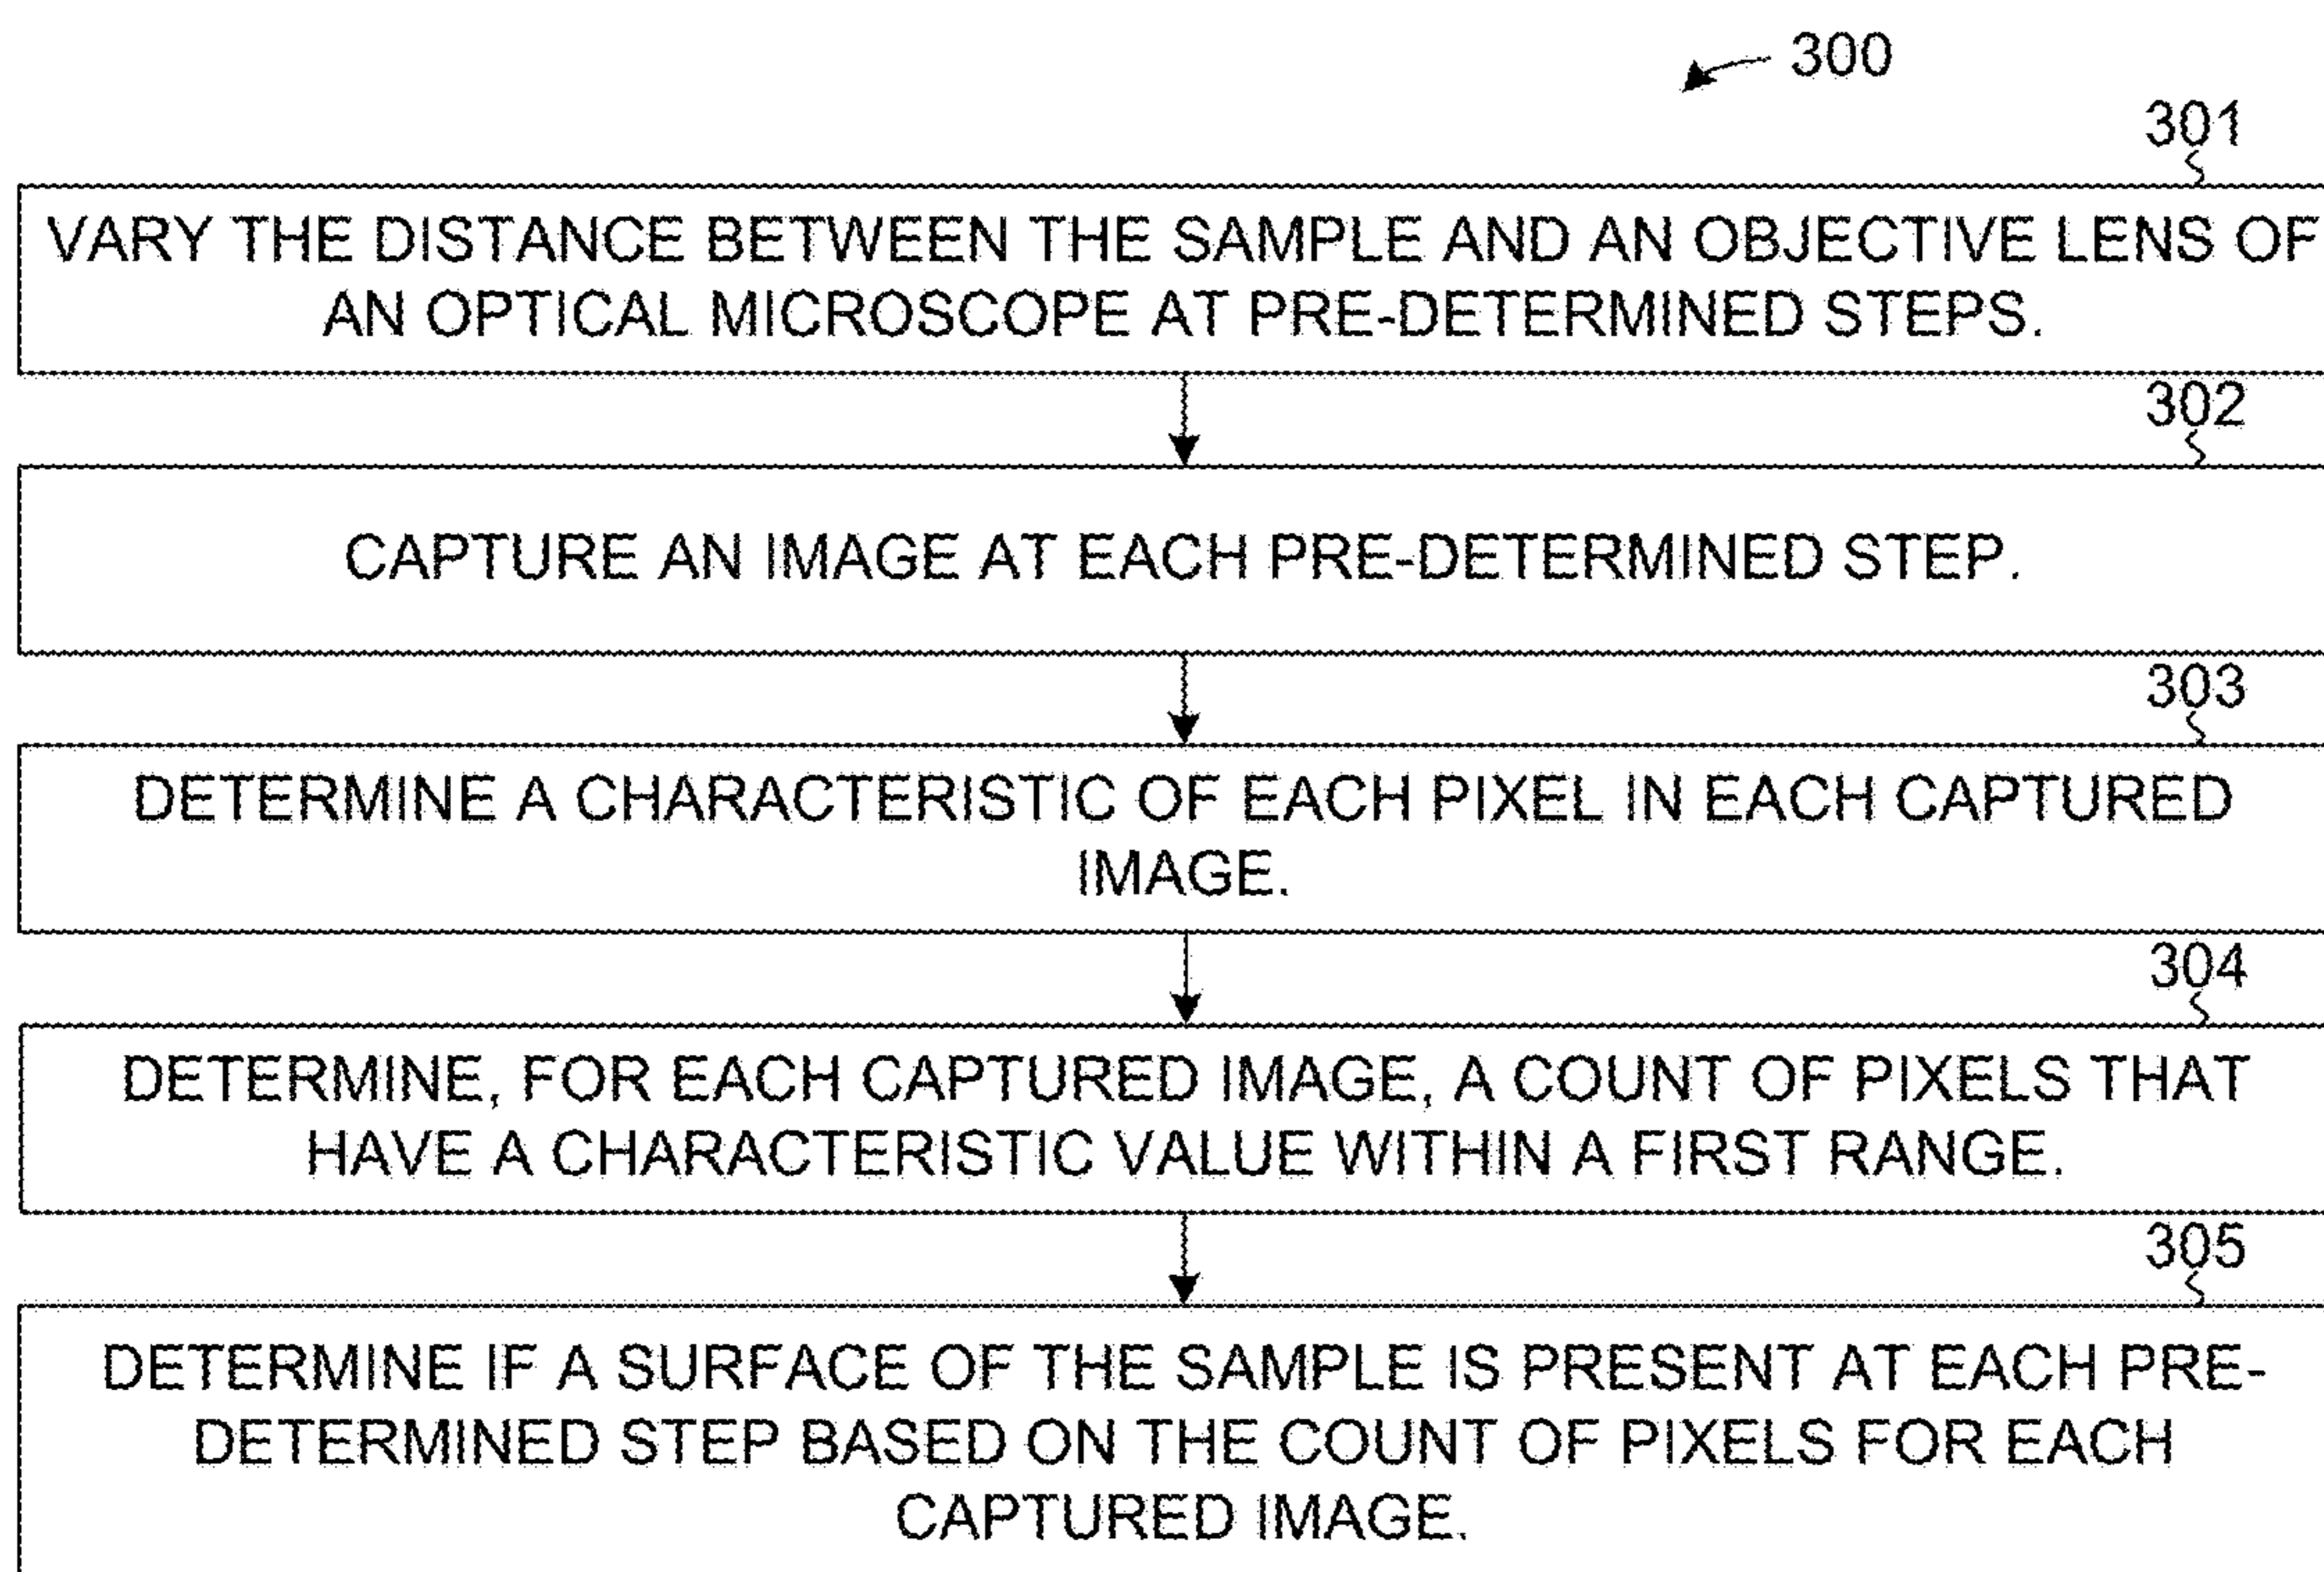 300
301
VARY THE DISTANCE BETWEEN THE SAMPLE AND AN OBJECTIVE LENS OF
AN OPTICAL MICROSCOPE AT PRE-DETERMINED STEPS.
302
CAPTURE AN IMAGE AT EACH PRE-DETERMINED STEP.
303
DETERMINE A CHARACTERISTIC OF EACH PIXEL IN EACH CAPTURED
IMAGE.
304
DETERMINE, FOR EACH CAPTURED IMAGE, A COUNT OF PIXELS THAT
HAVE A CHARACTERISTIC VALUE WITHIN A FIRST RANGE.
305
DETERMINE IF A SURFACE OF THE SAMPLE IS PRESENT AT EACH PRE-
DETERMINED STEP BASED ON THE COUNT OF PIXELS FOR EACH
CAPTURED IMAGE.